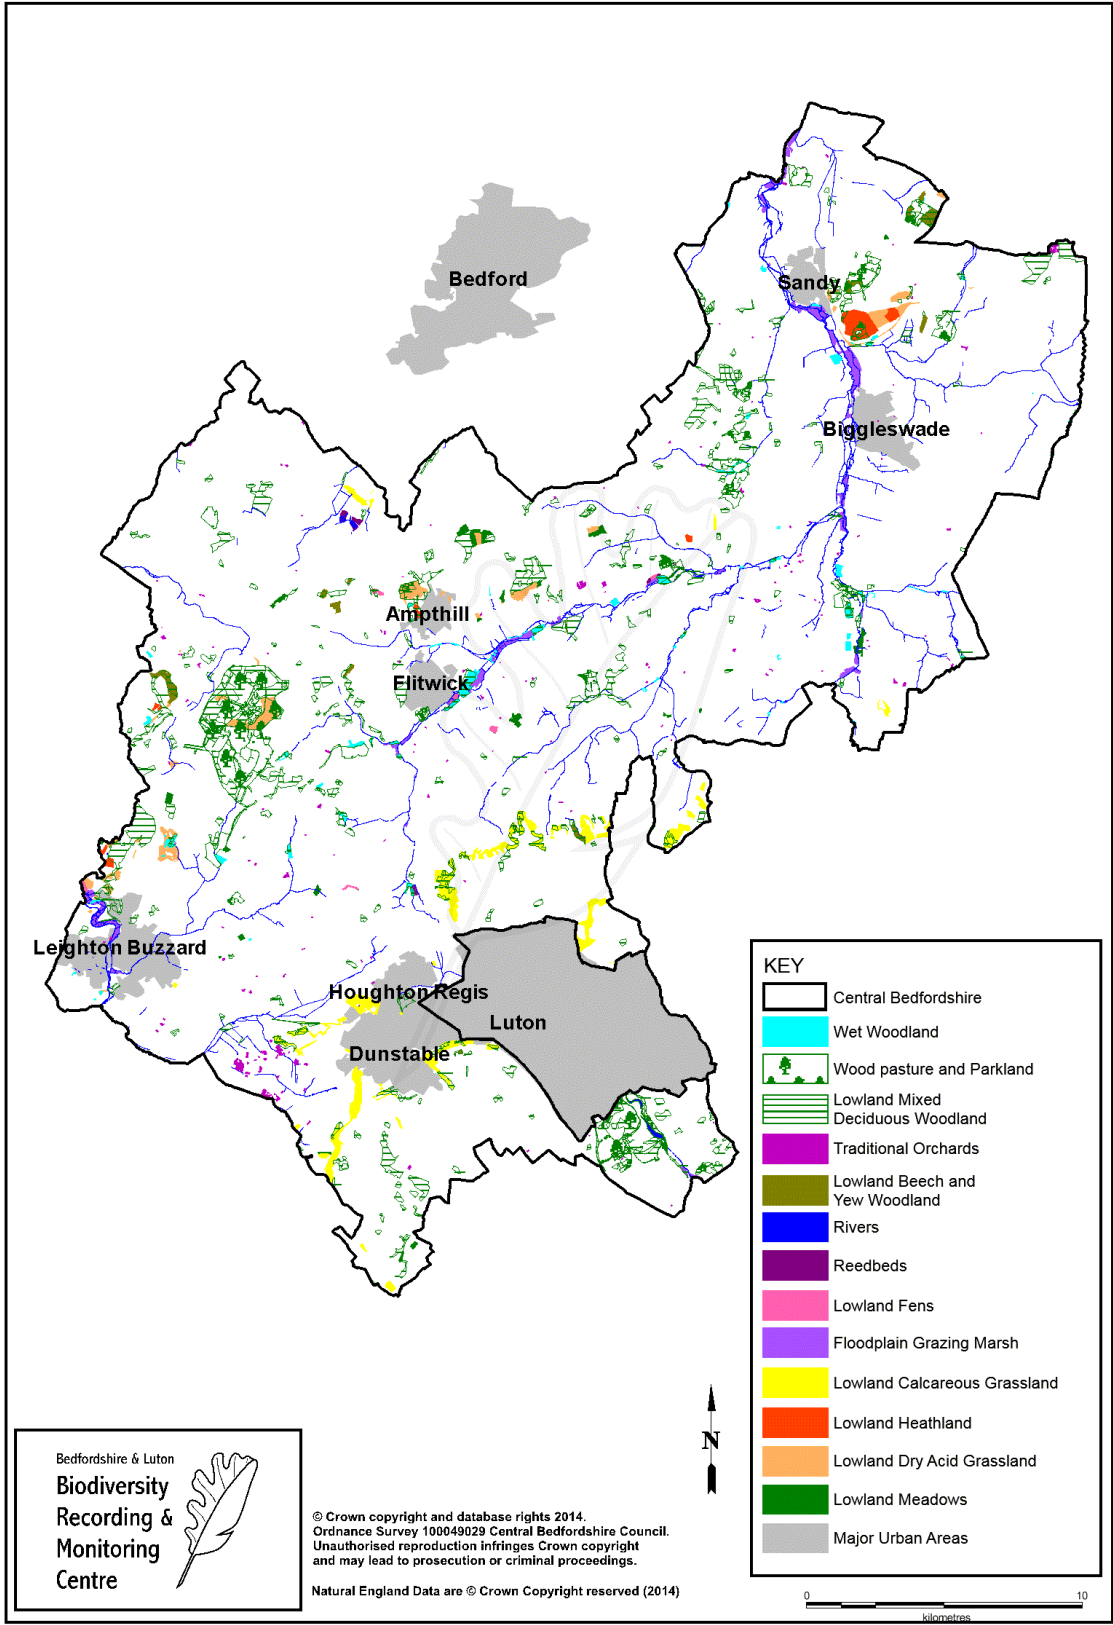 Bedford
Sandy
Biggleswade
Ampthill
Flitwick
Leighton Buzzard
Houghton Regis
Luton
Dunstable
KEY
Central Bedfordshire
Wet Woodland
Wood pasture and Parkland
Lowland Mixed
Deciduous Woodland
Traditional Orchards
Lowland Beech and
Yew Woodland
Rivers
Reedbeds
Lowland Fens
Floodplain Grazing Marsh
Lowland Calcareous Grassland
Lowland Heathland
Lowland Dry Acid Grassland
Lowland Meadows
Major Urban Areas
N
0 10
kilometres
Bedfordshire & Luton
Biodiversity
Recording &
Monitoring
Centre
© Crown copyright and database rights 2014.
Ordnance Survey 100049029 Central Bedfordshire Council.
Unauthorised reproduction infringes Crown copyright
and may lead to prosecution or criminal proceedings.
Natural England Data are © Crown Copyright reserved (2014)